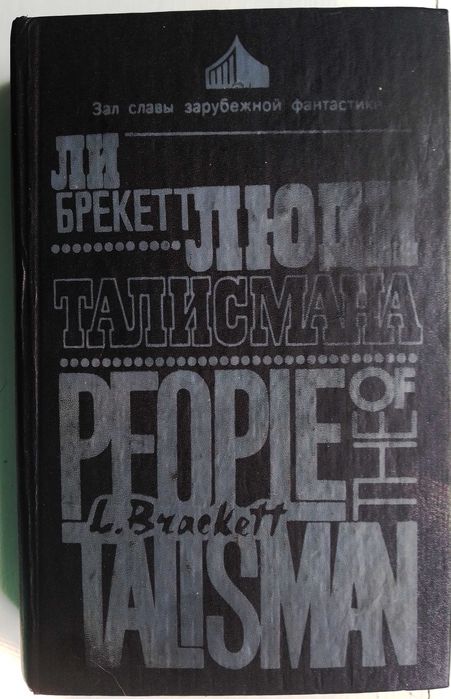 Зал славы зарубежной фантастики
ЛИ
БРЕКЕТТ
ЛЮДИ
ТАЛИСМАНА
PEOPLE
OF
THE
L. Brackett
TALISMAN